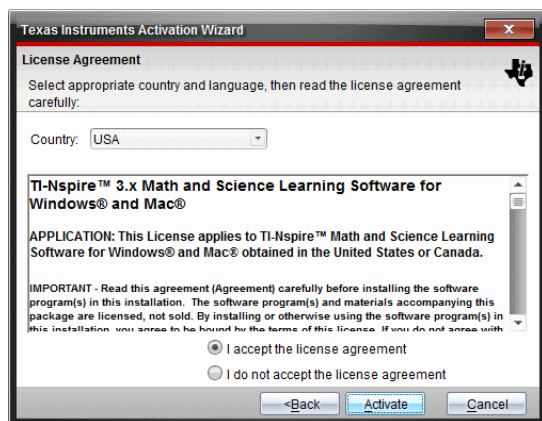 Texas Instruments Activation Wizard
License Agreement
Select appropriate country and language, then read the license agreement
carefully:
Country: USA
TI-Nspire™ 3.x Math and Science Learning Software for
Windows® and Mac®
APPLICATION: This License applies to TI-Nspire™ Math and Science Learning
Software for Windows® and Mac® obtained in the United States or Canada.
IMPORTANT - Read this agreement (Agreement) carefully before installing the software
program(s) in this installation. The software program(s) and materials accompanying this
package are licensed, not sold. By installing or otherwise using the software program(s) in
this installation, you agree to be bound by the terms of this license. If you do not agree with
I accept the license agreement
I do not accept the license agreement
<Back Activate Cancel